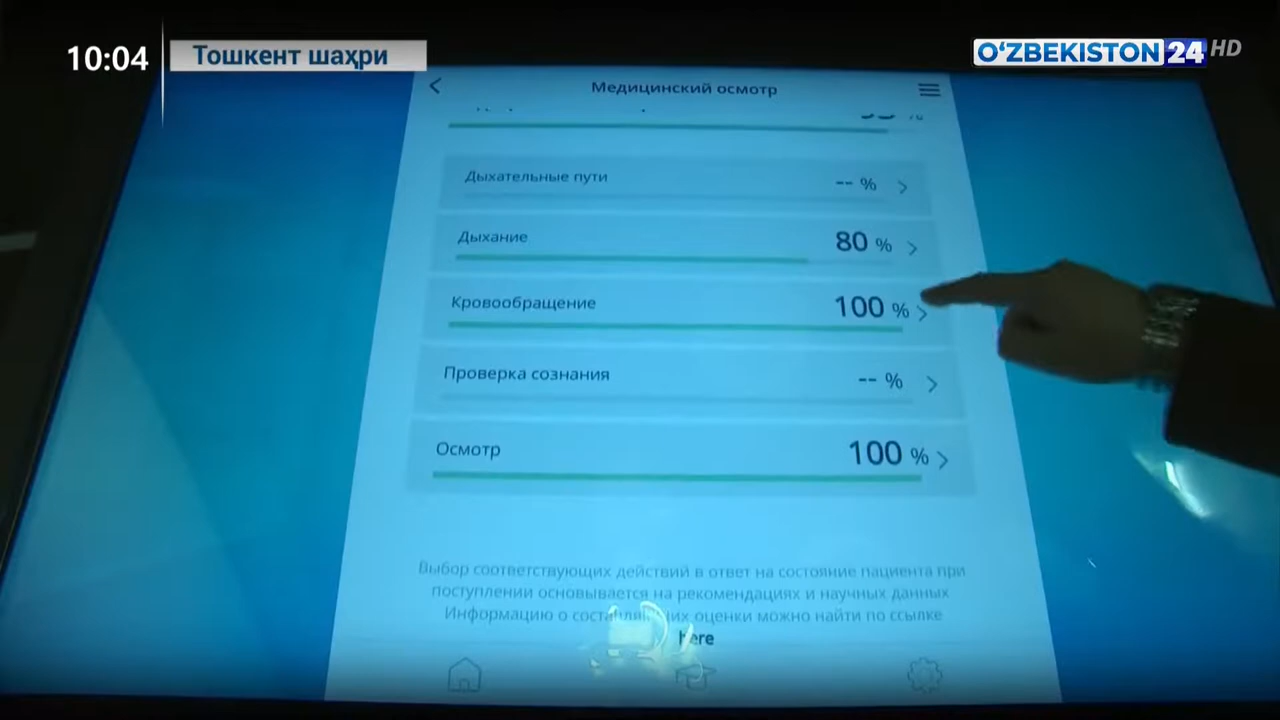 10:04
Тошкент шаҳри
O‘ZBEKISTON 24 HD
Медицинский осмотр
Дыхательные пути -- %
Дыхание 80 %
Кровообращение 100 %
Проверка сознания -- %
Осмотр 100 %
Выбор соответствующих действий в ответ на состояние пациента при
поступлении основывается на рекомендациях и научных данных
Информацию о составляющих оценки можно найти по ссылке
here